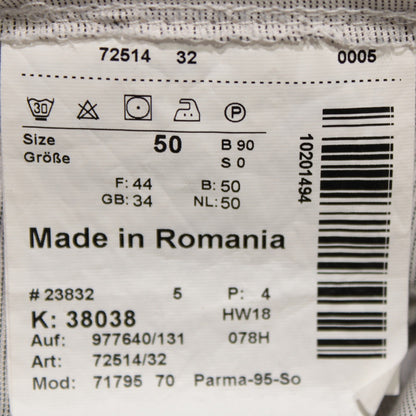 72514 32 0005
30 P
Size 50 B 90
Größe S 0
F: 44 B: 50
GB: 34 NL: 50
10201494
Made in Romania
# 23832 5 P: 4
K: 38038 HW18
Auf: 977640/131 078H
Art: 72514/32
Mod: 71795 70 Parma-95-So